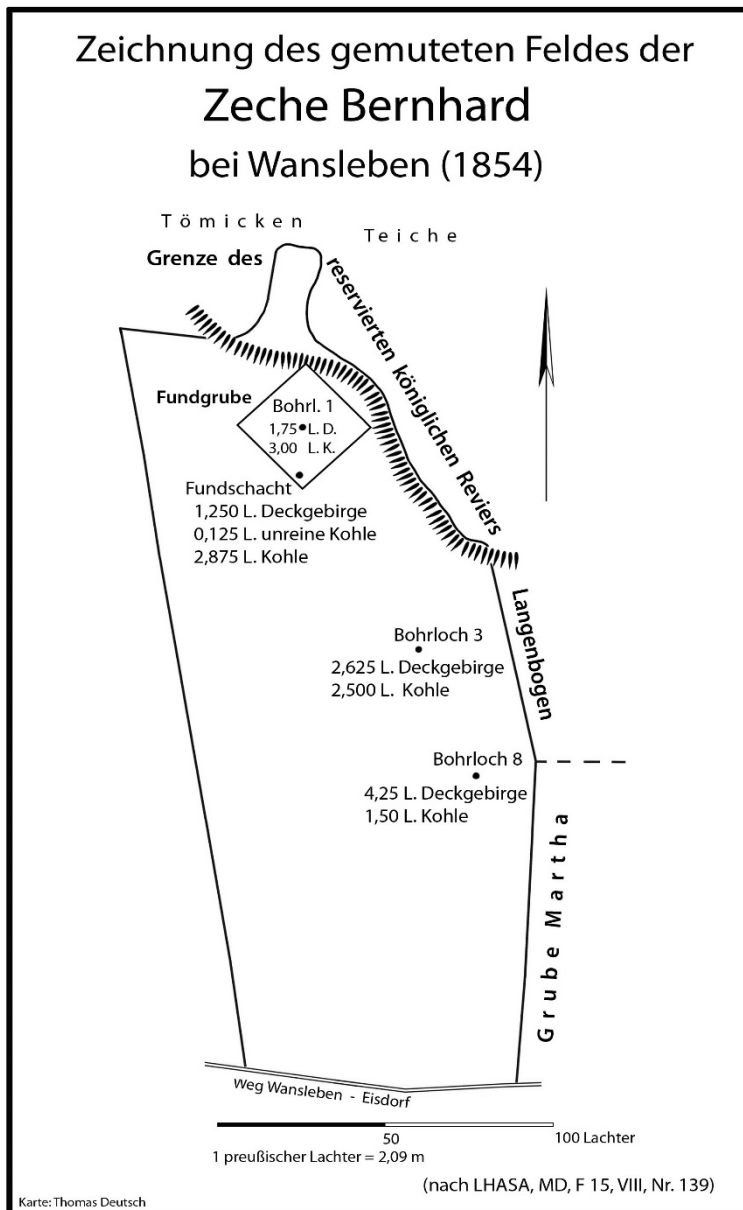 Zeichnung des gemuteten Feldes der
Zeche Bernhard
bei Wansleben (1854)
Tömicken Teiche
Grenze des reservierten königlichen Reviers Langenbogen
Fundgrube
Bohrl. 1
1,75 L. D.
3,00 L. K.
Fundschacht
1,250 L. Deckgebirge
0,125 L. unreine Kohle
2,875 L. Kohle
Bohrloch 3
2,625 L. Deckgebirge
2,500 L. Kohle
Bohrloch 8
4,25 L. Deckgebirge
1,50 L. Kohle
Grube Martha
Weg Wansleben - Eisdorf
50 100 Lachter
1 preußischer Lachter = 2,09 m
(nach LHASA, MD, F 15, VIII, Nr. 139)
Karte: Thomas Deutsch